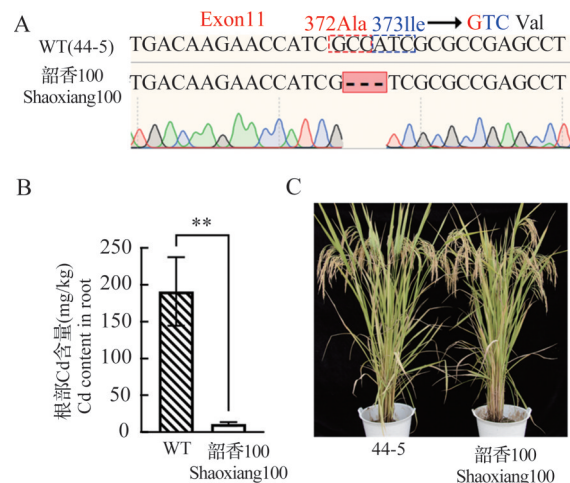 A
Exon11 372Ala 373Ile GTC Val
WT(44-5) TGACAAGAACCATCGCCATCGCGCCGAGCCT
韶香100 TGACAAGAACCATCG---TCGCGCCGAGCCT
Shaoxiang100
B
根部Cd含量(mg/kg)
Cd content in root
250
200
150
100
50
0
**
WT 韶香100
Shaoxiang100
C
44-5 韶香100
Shaoxiang100